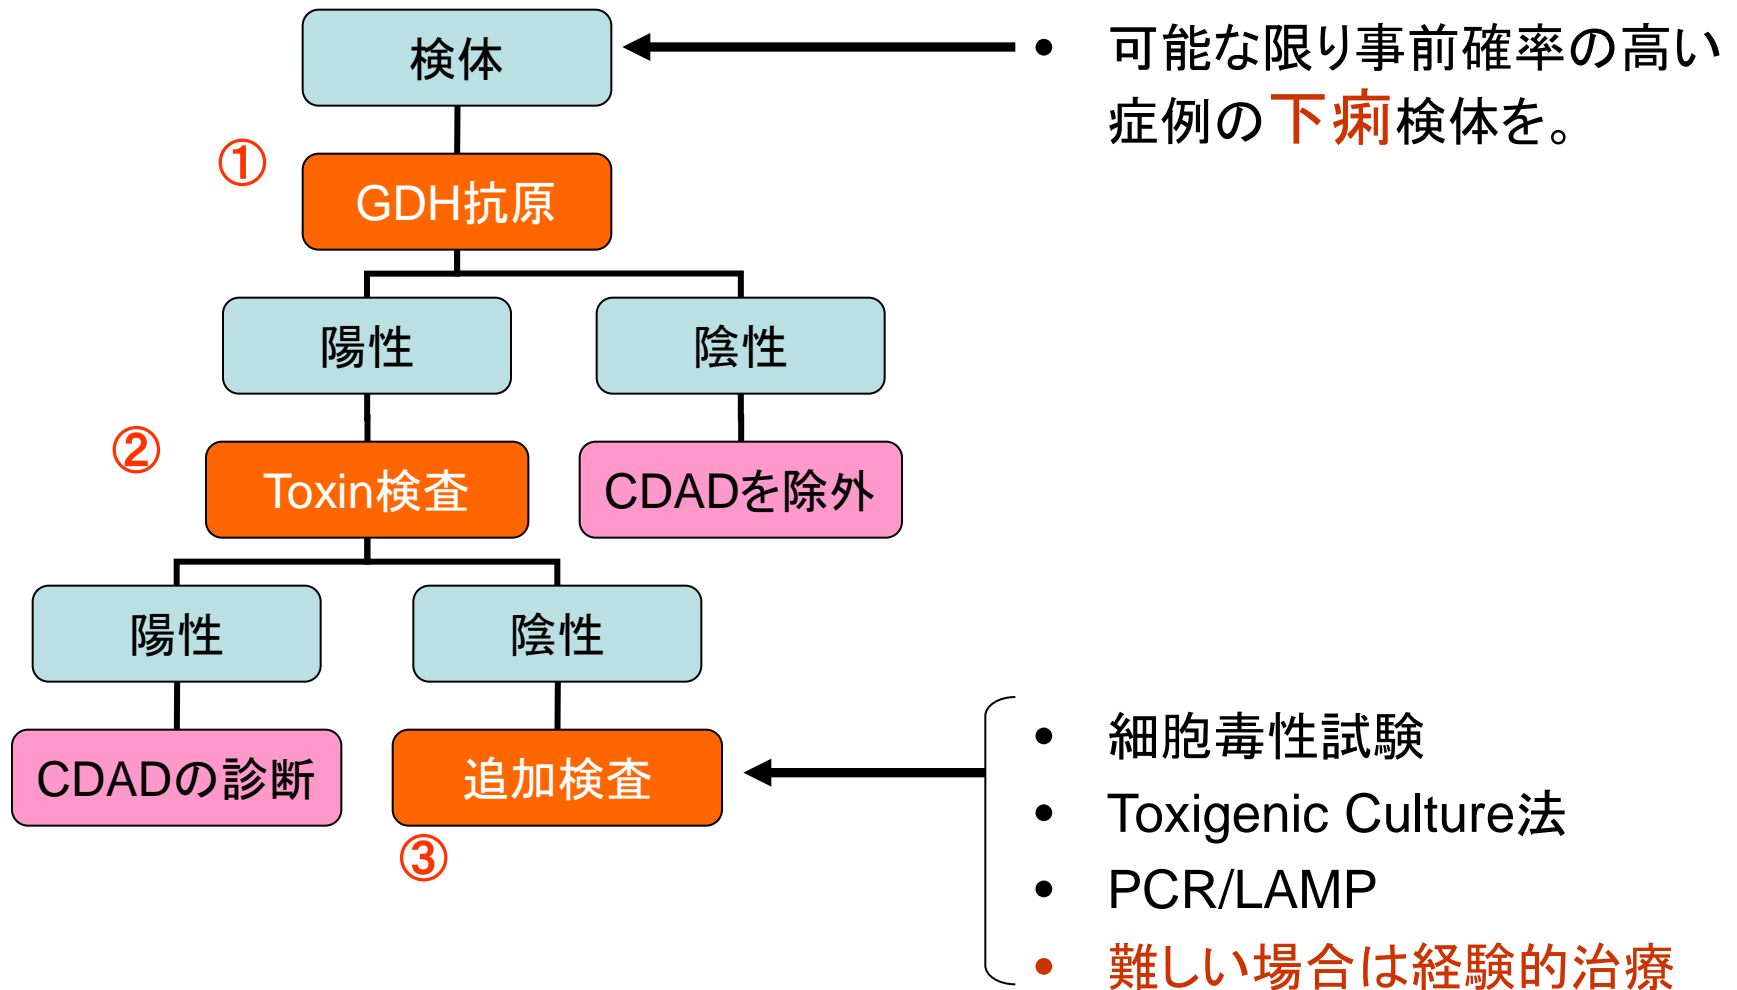 検体
• 可能な限り事前確率の高い
症例の下痢検体を。
①
GDH抗原
陽性
陰性
②
Toxin検査
CDADを除外
陽性
陰性
CDADの診断
追加検査
③
• 細胞毒性試験
• Toxigenic Culture法
• PCR/LAMP
• 難しい場合は経験的治療